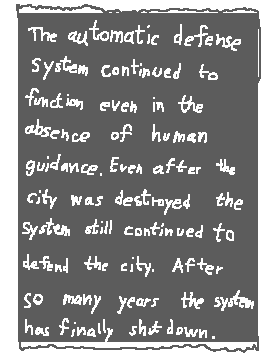 The automatic defense
system continued to
function even in the
absence of human
guidance. Even after the
city was destroyed the
system still continued to
defend the city. After
so many years the system
has finally shut down.